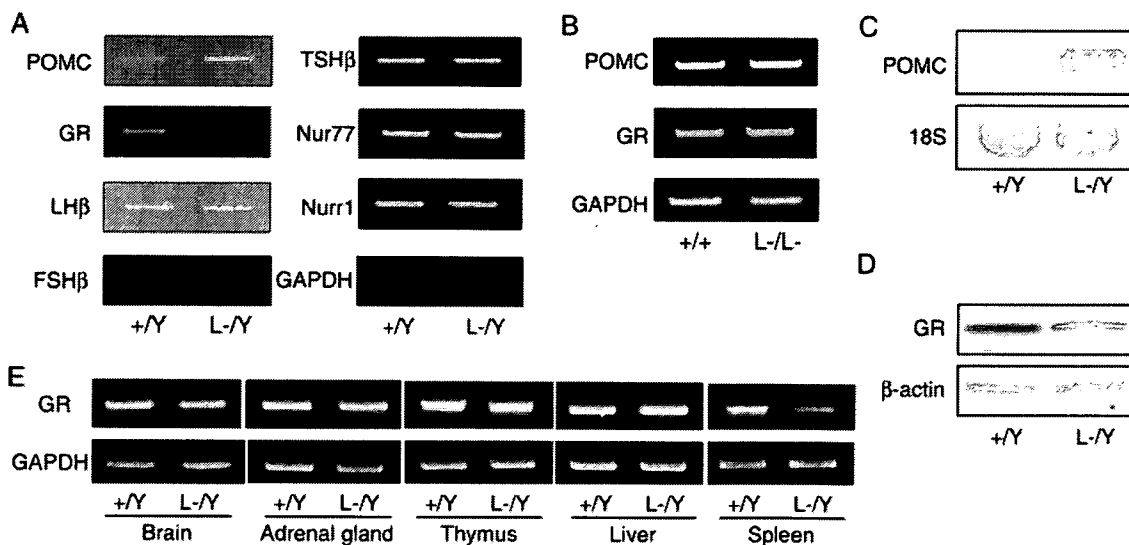 A
POMC
GR
LHβ
FSHβ
+/Y L-/Y
TSHβ
Nur77
Nurr1
GAPDH
+/Y L-/Y
B
POMC
GR
GAPDH
+/+ L-/L-
C
POMC
18S
+/Y L-/Y
D
GR
β-actin
+/Y L-/Y
E
GR
GAPDH
+/Y L-/Y +/Y L-/Y +/Y L-/Y +/Y L-/Y +/Y L-/Y
Brain Adrenal gland Thymus Liver Spleen